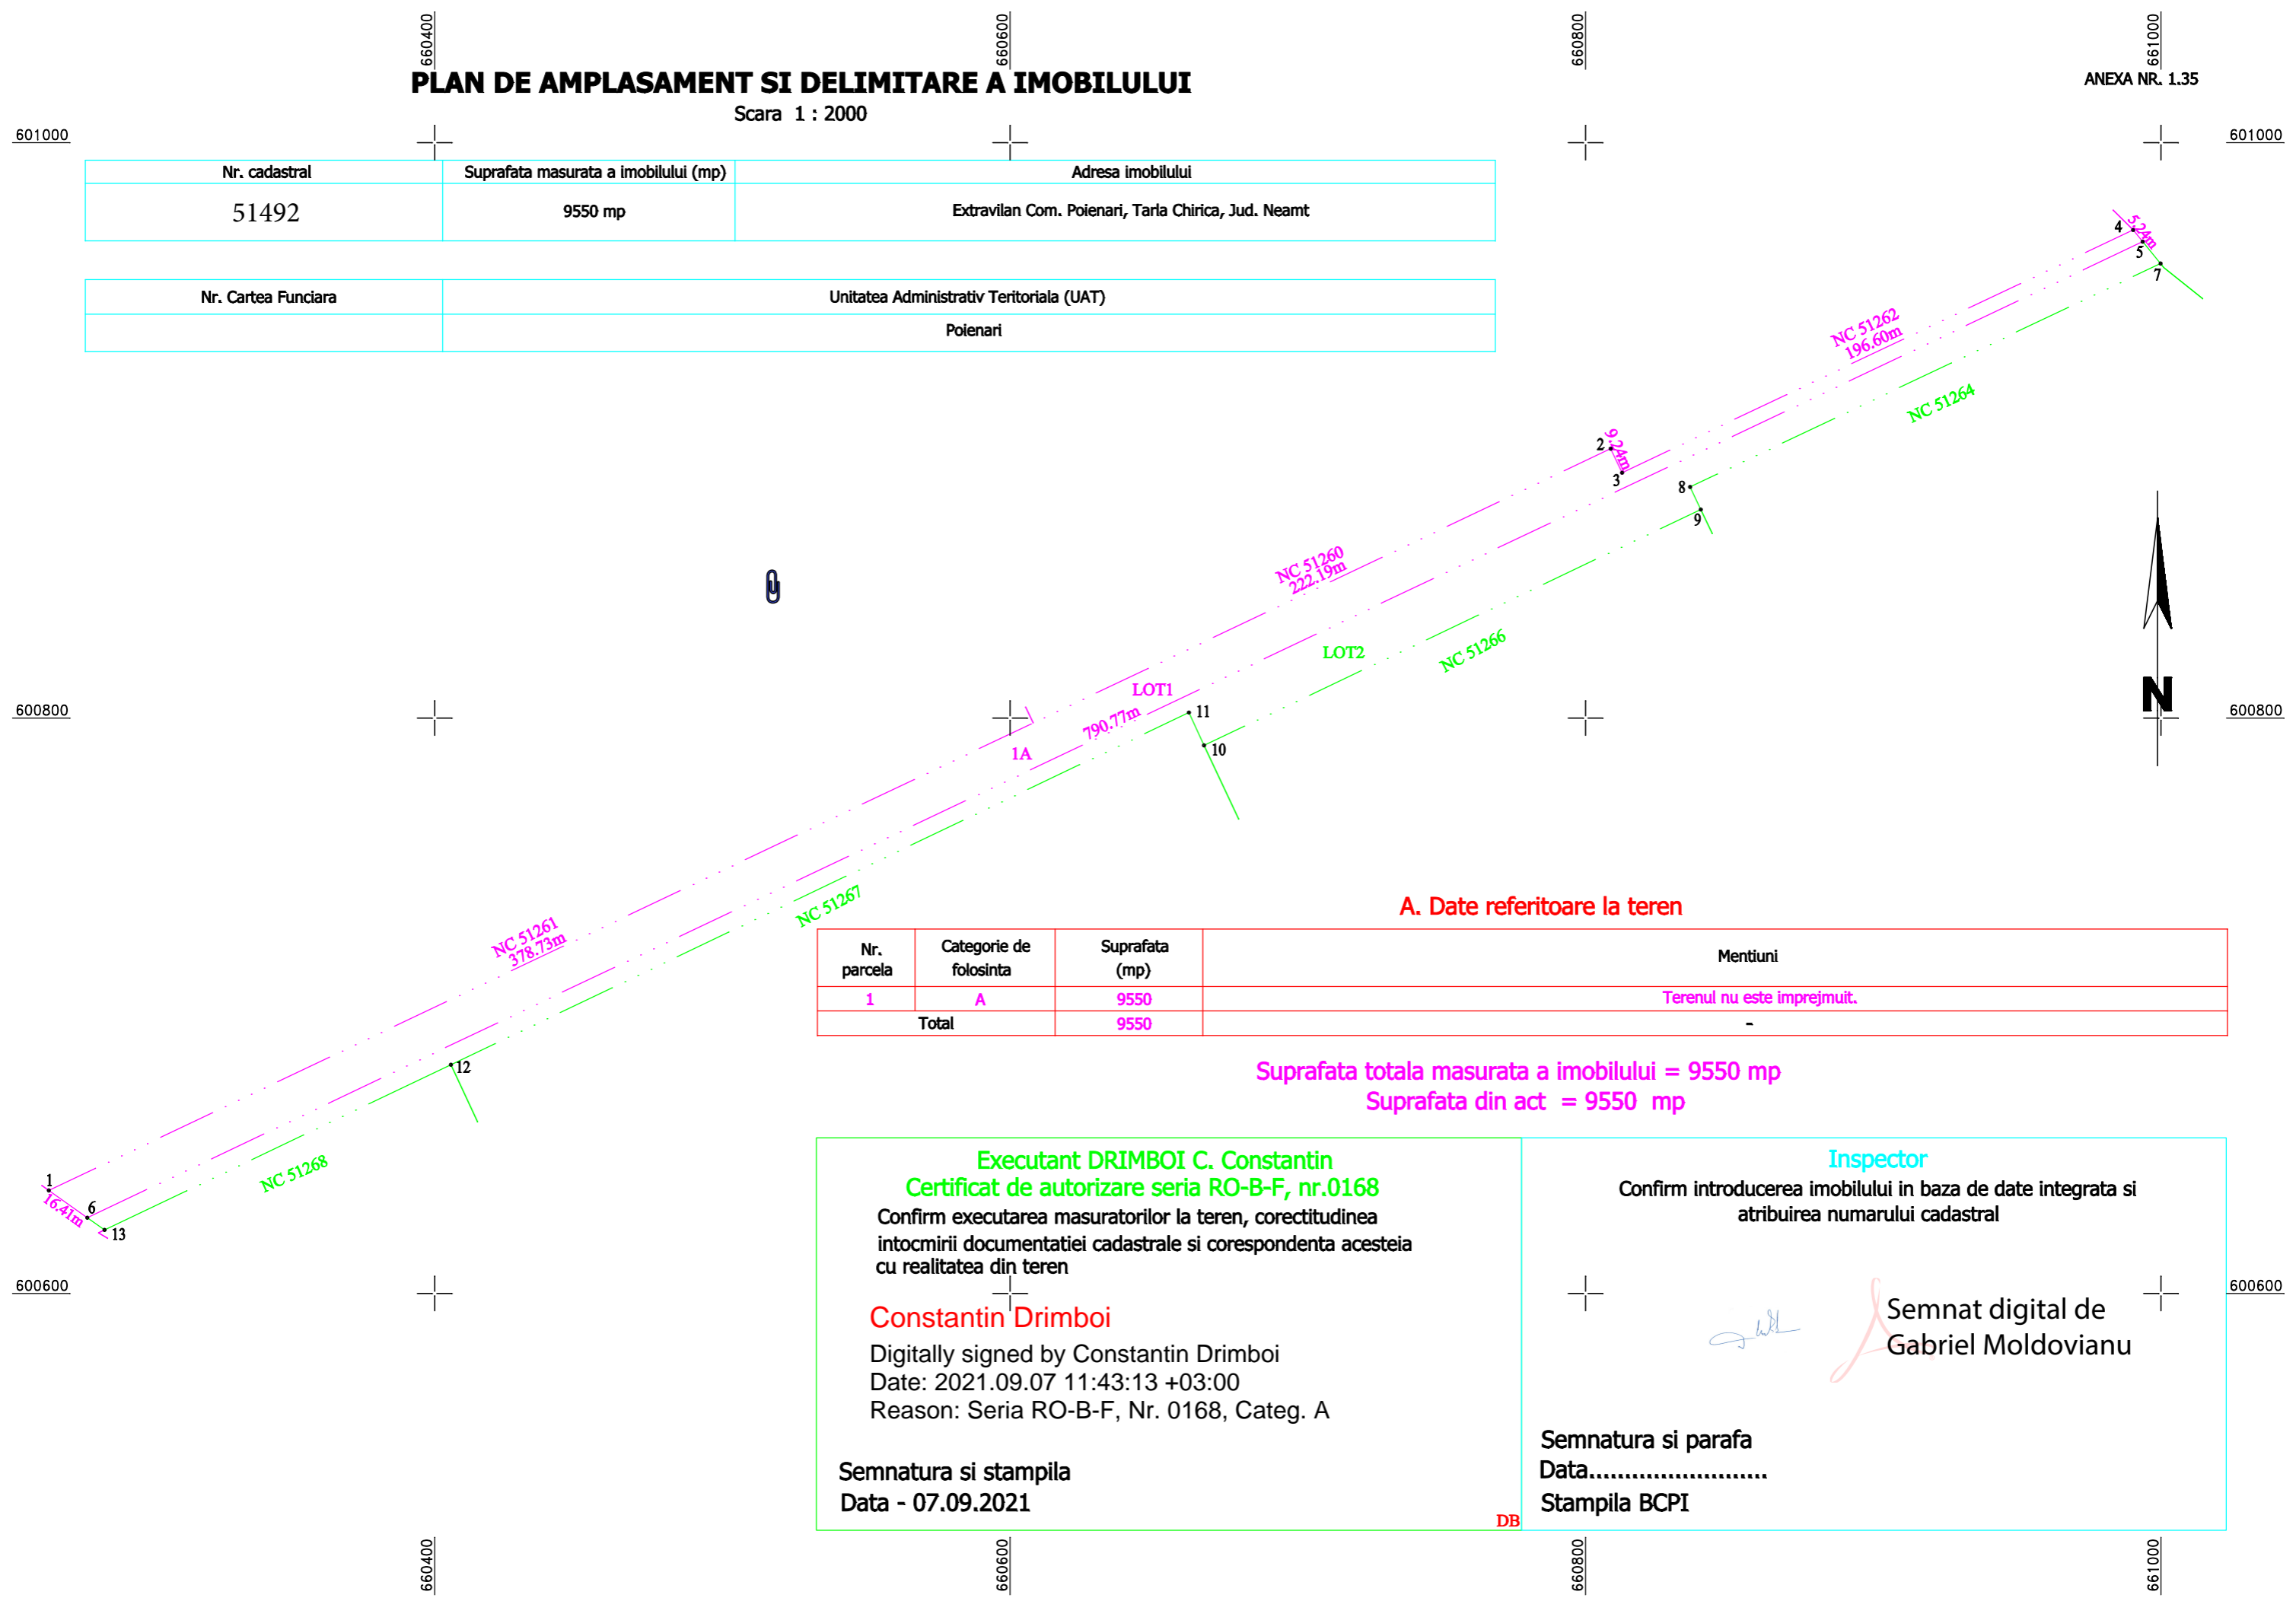 660400
660600
660800
661000
PLAN DE AMPLASAMENT SI DELIMITARE A IMOBILULUI
ANEXA NR. 1.35
Scara 1 : 2000
601000
601000
Nr. cadastral
Suprafata masurata a imobilului (mp)
Adresa imobilului
51492
9550 mp
Extravilan Com. Poienari, Tarla Chirica, Jud. Neamt
Nr. Cartea Funciara
Unitatea Administrativ Teritoriala (UAT)
Poienari
4
5.24m
5
7
NC 51262
196.60m
NC 51264
2
9.24m
3
8
9
NC 51260
222.19m
LOT2
NC 51266
N
LOT1
600800
600800
790.77m
11
10
1A
NC 51267
NC 51261
378.73m
12
NC 51268
1
16.41m
6
13
A. Date referitoare la teren
Nr. parcela
Categorie de folosinta
Suprafata (mp)
Mentiuni
1
A
9550
Terenul nu este imprejmuit.
Total
9550
-
Suprafata totala masurata a imobilului = 9550 mp
Suprafata din act = 9550 mp
Executant DRIMBOI C. Constantin
Certificat de autorizare seria RO-B-F, nr.0168
Confirm executarea masuratorilor la teren, corectitudinea
intocmirii documentatiei cadastrale si corespondenta acesteia
cu realitatea din teren
Constantin Drimboi
Digitally signed by Constantin Drimboi
Date: 2021.09.07 11:43:13 +03:00
Reason: Seria RO-B-F, Nr. 0168, Categ. A
Semnatura si stampila
Data - 07.09.2021
DB
Inspector
Confirm introducerea imobilului in baza de date integrata si
atribuirea numarului cadastral
Semnat digital de
Gabriel Moldovianu
Semnatura si parafa
Data.........................
Stampila BCPI
600600
600600
660400
660600
660800
661000